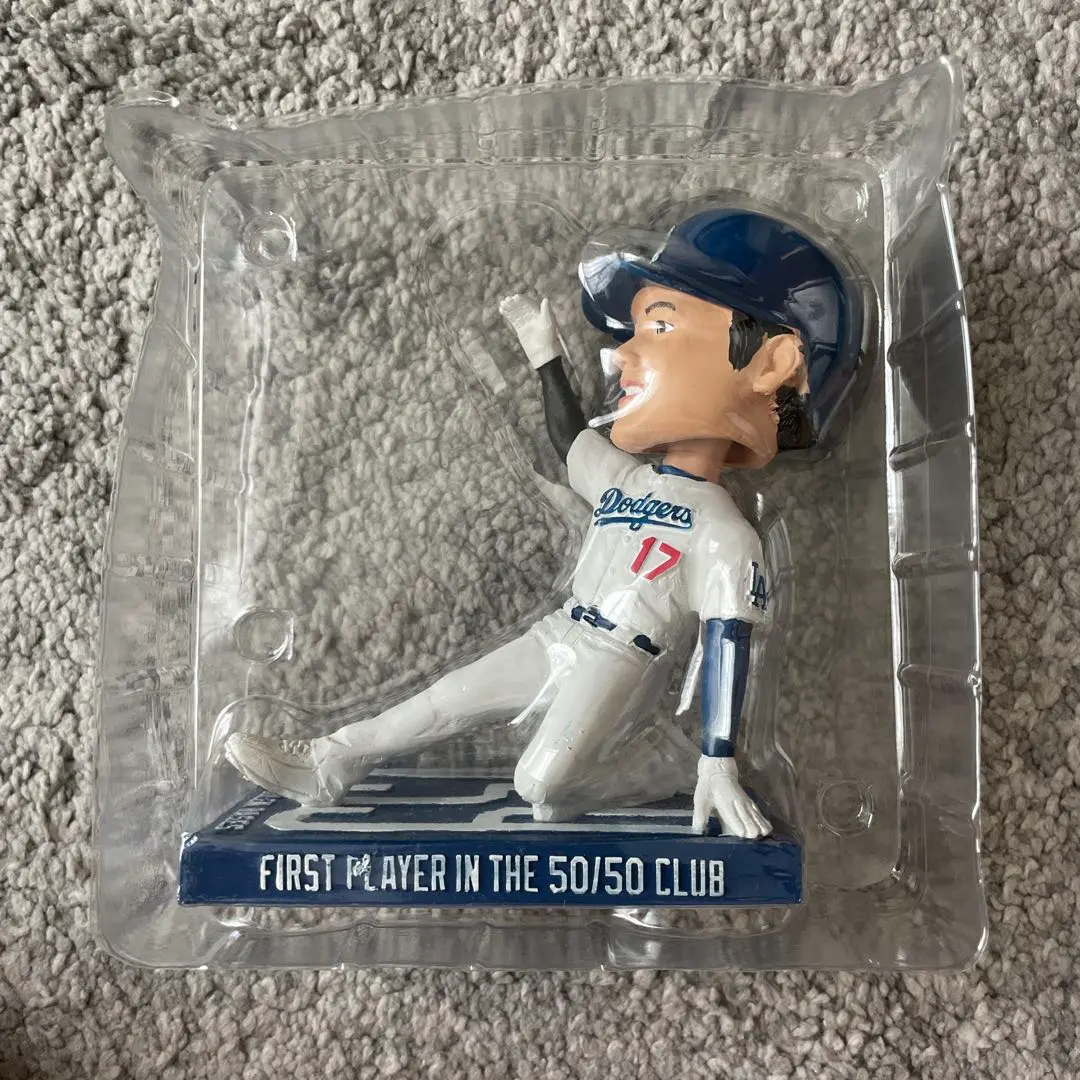 Dodgers
17
LA
FIRST PLAYER IN THE 50/50 CLUB